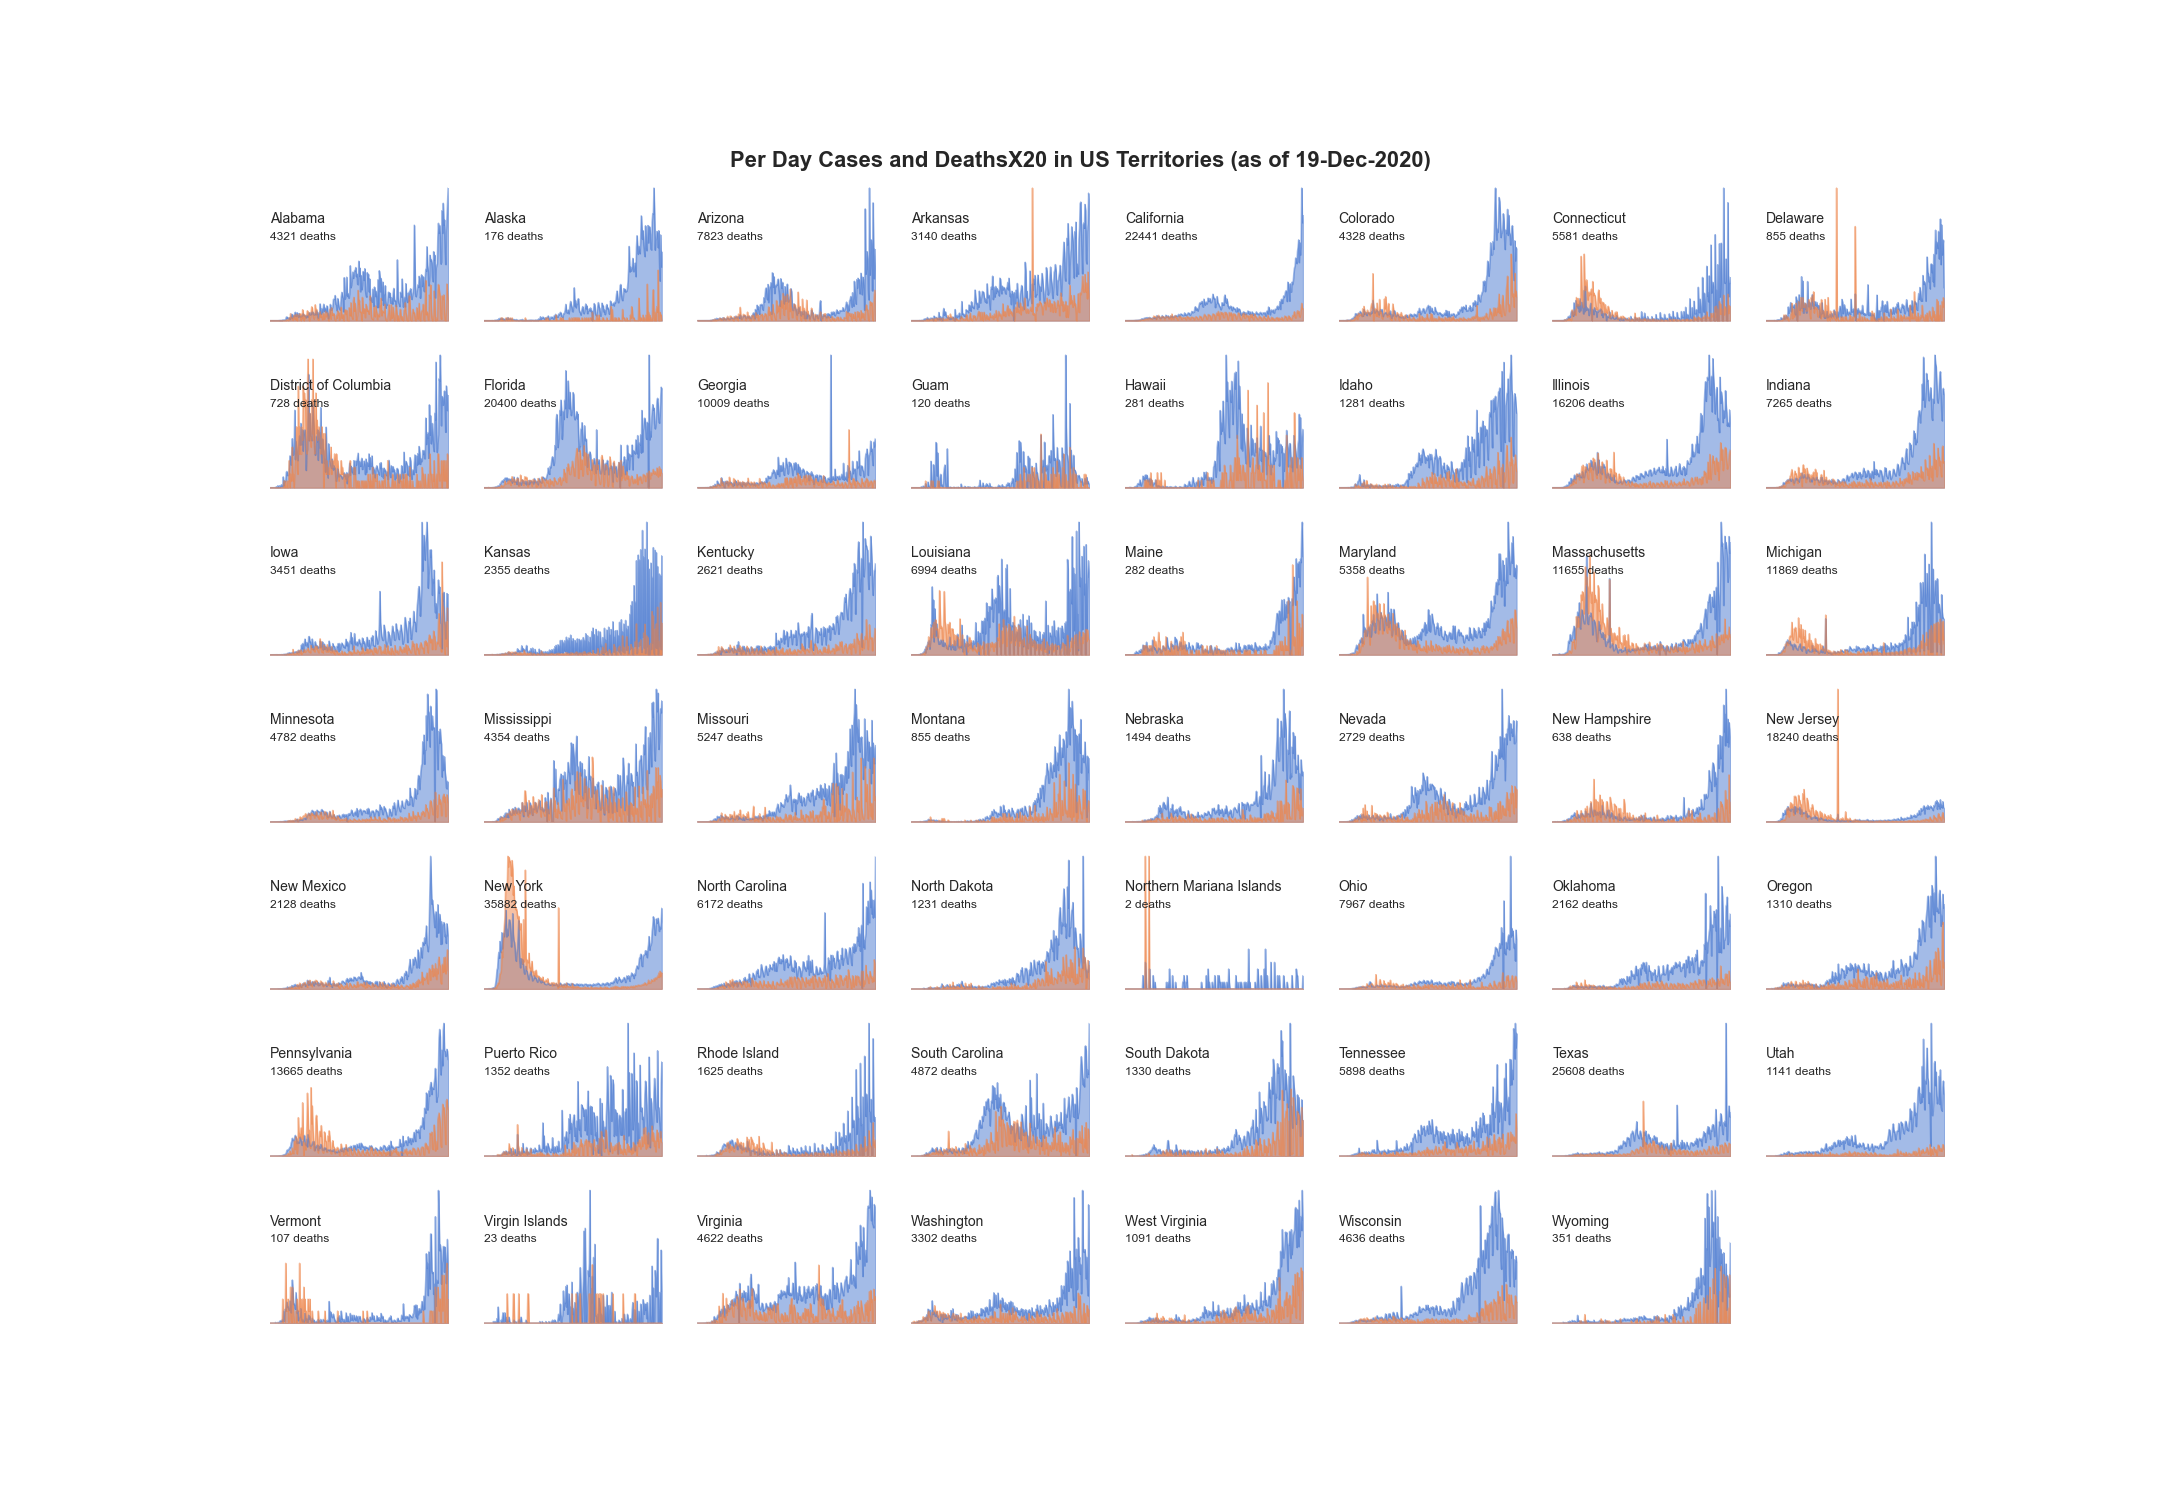 Per Day Cases and DeathsX20 in US Territories (as of 19-Dec-2020)
Alabama
4321 deaths
Alaska
176 deaths
Arizona
7823 deaths
Arkansas
3140 deaths
California
22441 deaths
Colorado
4328 deaths
Connecticut
5581 deaths
Delaware
855 deaths
District of Columbia
728 deaths
Florida
20400 deaths
Georgia
10009 deaths
Guam
120 deaths
Hawaii
281 deaths
Idaho
1281 deaths
Illinois
16206 deaths
Indiana
7265 deaths
Iowa
3451 deaths
Kansas
2355 deaths
Kentucky
2621 deaths
Louisiana
6994 deaths
Maine
282 deaths
Maryland
5358 deaths
Massachusetts
11655 deaths
Michigan
11869 deaths
Minnesota
4782 deaths
Mississippi
4354 deaths
Missouri
5247 deaths
Montana
855 deaths
Nebraska
1494 deaths
Nevada
2729 deaths
New Hampshire
638 deaths
New Jersey
18240 deaths
New Mexico
2128 deaths
New York
35882 deaths
North Carolina
6172 deaths
North Dakota
1231 deaths
Northern Mariana Islands
2 deaths
Ohio
7967 deaths
Oklahoma
2162 deaths
Oregon
1310 deaths
Pennsylvania
13665 deaths
Puerto Rico
1352 deaths
Rhode Island
1625 deaths
South Carolina
4872 deaths
South Dakota
1330 deaths
Tennessee
5898 deaths
Texas
25608 deaths
Utah
1141 deaths
Vermont
107 deaths
Virgin Islands
23 deaths
Virginia
4622 deaths
Washington
3302 deaths
West Virginia
1091 deaths
Wisconsin
4636 deaths
Wyoming
351 deaths